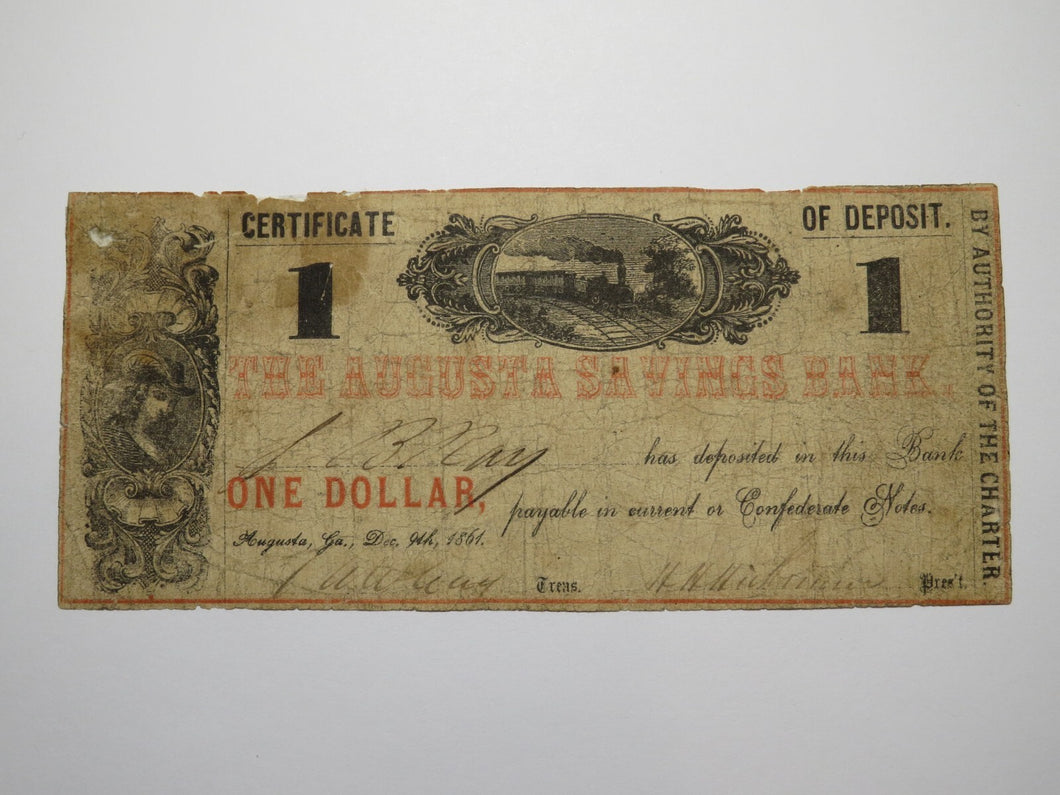 CERTIFICATE OF DEPOSIT.
1 1
THE AUGUSTA SAVINGS BANK.
B. Ray has deposited in this Bank
ONE DOLLAR, payable in current or Confederate Notes.
Augusta, Ga., Dec. 9th, 1861.
Treas. Pres't.
BY AUTHORITY OF THE CHARTER